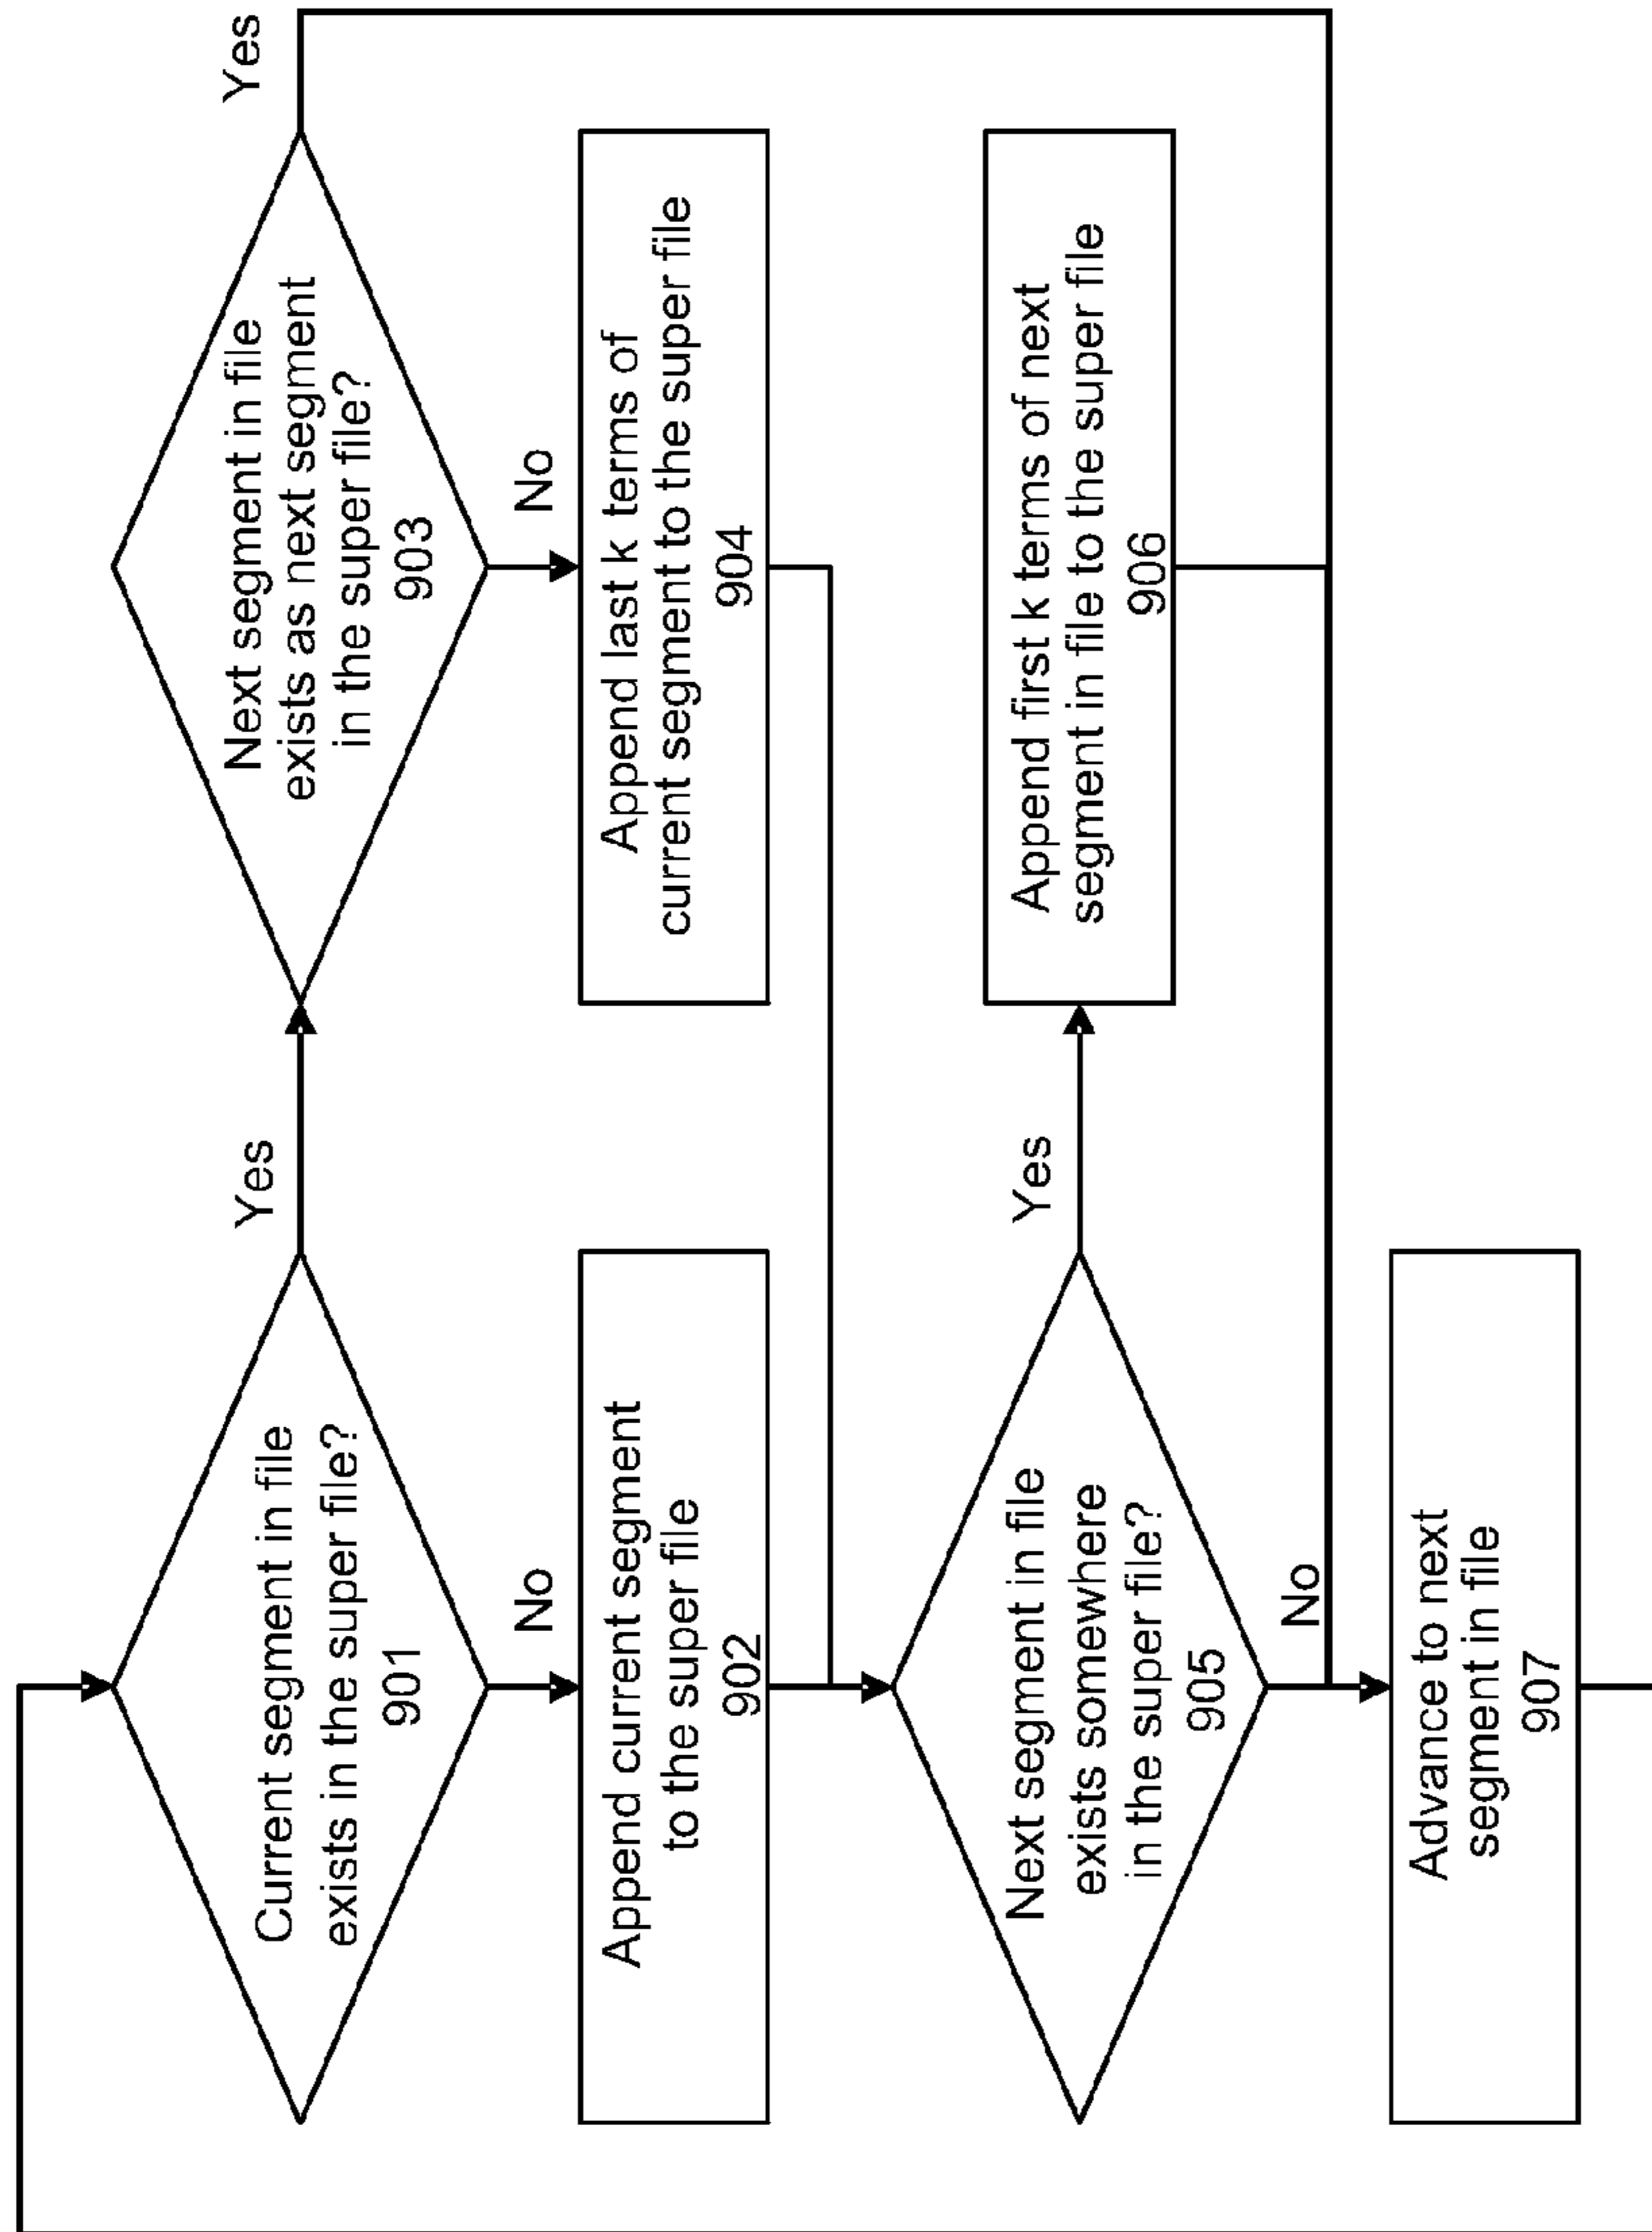 Current segment in file
exists in the super file?
901
Yes
No
Next segment in file
exists as next segment
in the super file?
903
Yes
No
Append current segment
to the super file
902
Append last k terms of
current segment to the super file
904
Next segment in file
exists somewhere
in the super file?
905
Yes
No
Append first k terms of next
segment in file to the super file
906
Advance to next
segment in file
907